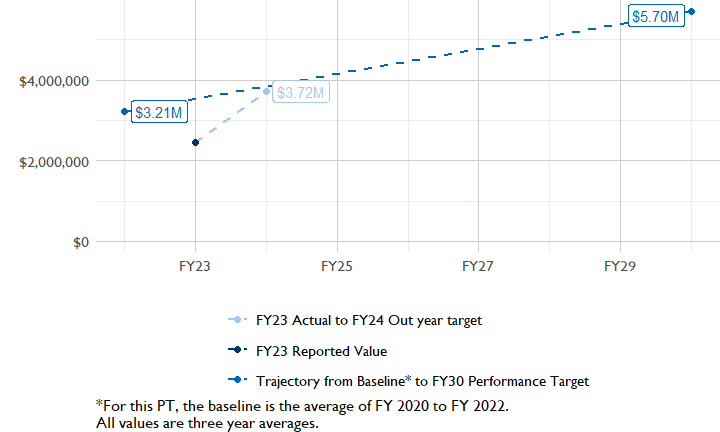 $5.70M
$4,000,000
$3.72M
$3.21M
$2,000,000
$0
FY23 FY25 FY27 FY29
FY23 Actual to FY24 Out year target
FY23 Reported Value
Trajectory from Baseline* to FY30 Performance Target
*For this PT, the baseline is the average of FY 2020 to FY 2022.
All values are three year averages.